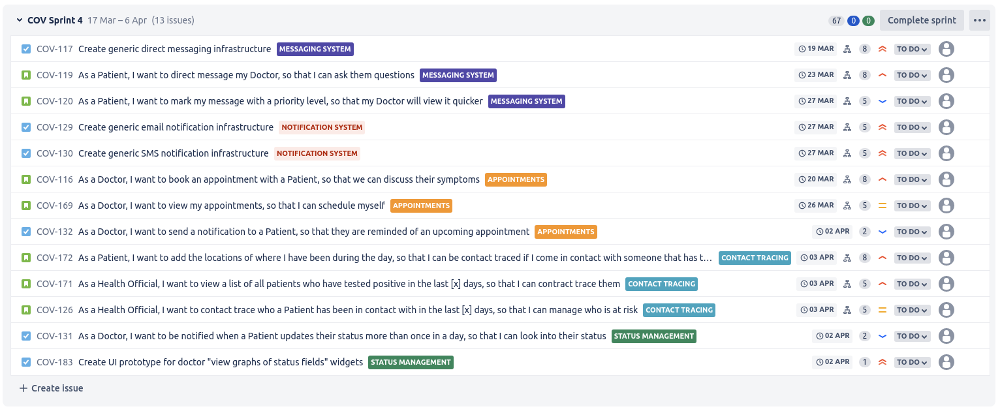 COV Sprint 4 17 Mar – 6 Apr (13 issues) 67 0 0 Complete sprint
COV-117 Create generic direct messaging infrastructure MESSAGING SYSTEM 19 MAR 8 TO DO
COV-119 As a Patient, I want to direct message my Doctor, so that I can ask them questions MESSAGING SYSTEM 23 MAR 8 TO DO
COV-120 As a Patient, I want to mark my message with a priority level, so that my Doctor will view it quicker MESSAGING SYSTEM 27 MAR 5 TO DO
COV-129 Create generic email notification infrastructure NOTIFICATION SYSTEM 27 MAR 5 TO DO
COV-130 Create generic SMS notification infrastructure NOTIFICATION SYSTEM 27 MAR 5 TO DO
COV-116 As a Doctor, I want to book an appointment with a Patient, so that we can discuss their symptoms APPOINTMENTS 20 MAR 8 TO DO
COV-169 As a Doctor, I want to view my appointments, so that I can schedule myself APPOINTMENTS 26 MAR 5 TO DO
COV-132 As a Doctor, I want to send a notification to a Patient, so that they are reminded of an upcoming appointment APPOINTMENTS 02 APR 2 TO DO
COV-172 As a Patient, I want to add the locations of where I have been during the day, so that I can be contact traced if I come in contact with someone that has t... CONTACT TRACING 03 APR 8 TO DO
COV-171 As a Health Official, I want to view a list of all patients who have tested positive in the last [x] days, so that I can contract trace them CONTACT TRACING 03 APR 5 TO DO
COV-126 As a Health Official, I want to contact trace who a Patient has been in contact with in the last [x] days, so that I can manage who is at risk CONTACT TRACING 03 APR 5 TO DO
COV-131 As a Doctor, I want to be notified when a Patient updates their status more than once in a day, so that I can look into their status STATUS MANAGEMENT 02 APR 2 TO DO
COV-183 Create UI prototype for doctor "view graphs of status fields" widgets STATUS MANAGEMENT 02 APR 1 TO DO
+ Create issue